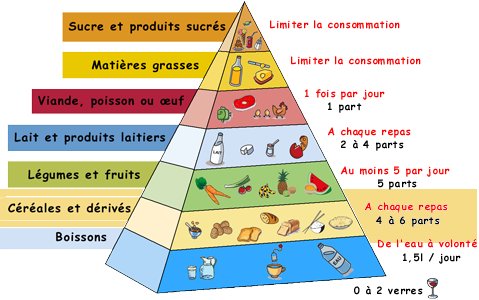 Sucre et produits sucrés
Limiter la consommation
Matières grasses
Limiter la consommation
Viande, poisson ou œuf
1 fois par jour
1 part
Lait et produits laitiers
A chaque repas
2 à 4 parts
Légumes et fruits
Au moins 5 par jour
5 parts
Céréales et dérivés
A chaque repas
4 à 6 parts
Boissons
De l'eau à volonté
1,5l / jour
0 à 2 verres